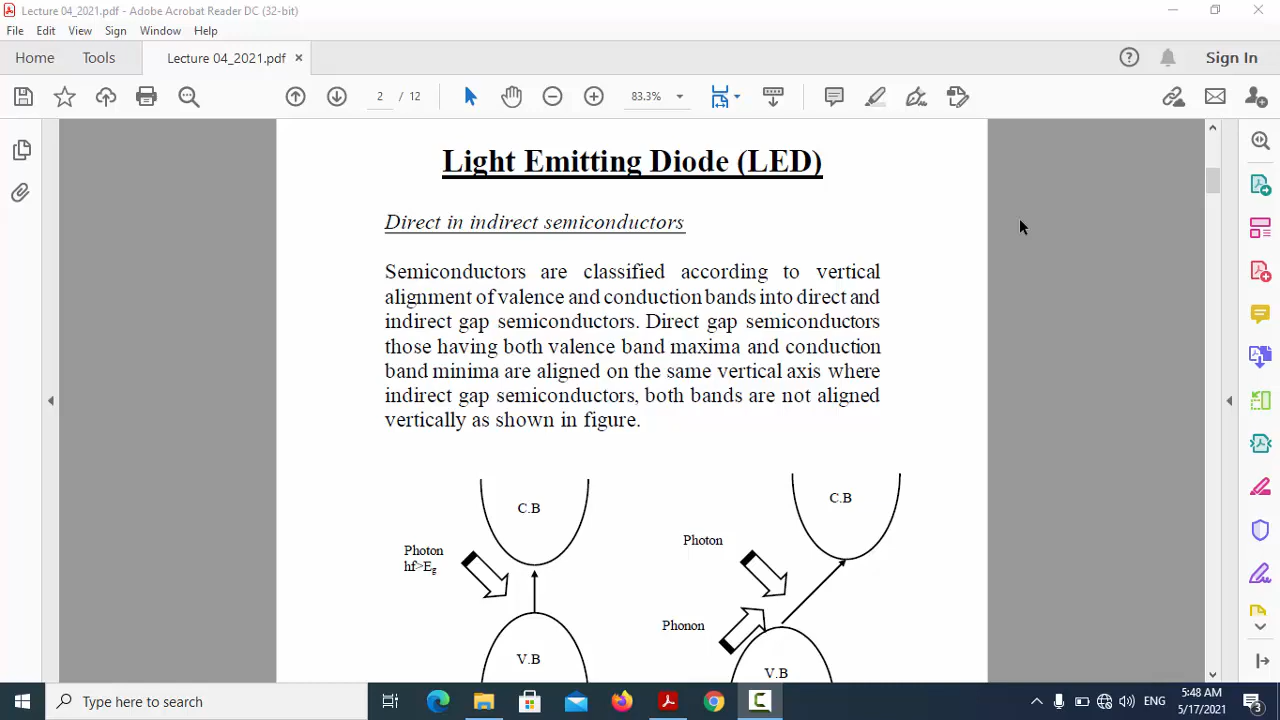 Lecture 04_2021.pdf - Adobe Acrobat Reader DC (32-bit)
File Edit View Sign Window Help
Home Tools Lecture 04_2021.pdf × Sign In
2 / 12 83.3%
Light Emitting Diode (LED)
Direct in indirect semiconductors
Semiconductors are classified according to vertical
alignment of valence and conduction bands into direct and
indirect gap semiconductors. Direct gap semiconductors
those having both valence band maxima and conduction
band minima are aligned on the same vertical axis where
indirect gap semiconductors, both bands are not aligned
vertically as shown in figure.
C.B
Photon
hf>Eg
V.B
C.B
Photon
Phonon
V.B
Type here to search
ENG
5:48 AM
5/17/2021
3